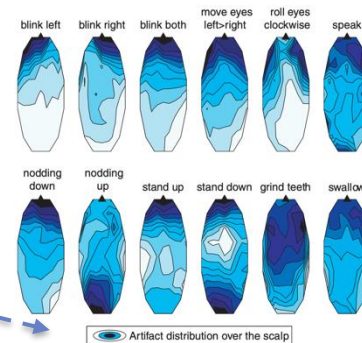 move eyes roll eyes
blink left blink right blink both left>right clockwise speak
nodding nodding
down up stand up stand down grind teeth swallow
Artifact distribution over the scalp